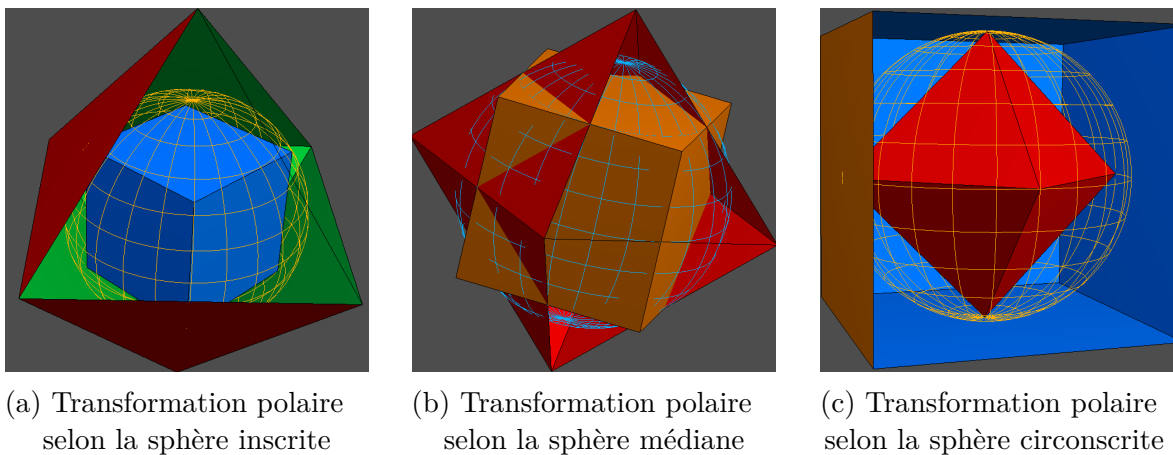 (a) Transformation polaire
selon la sphère inscrite
(b) Transformation polaire
selon la sphère médiane
(c) Transformation polaire
selon la sphère circonscrite